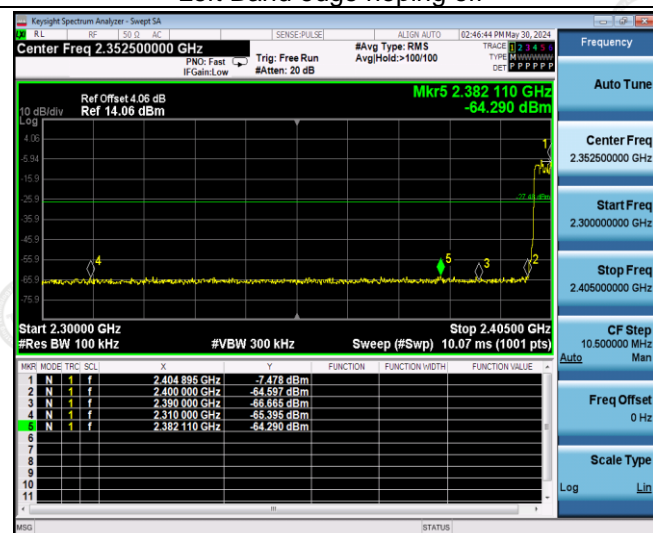 Left Band edge hoping on
Keysight Spectrum Analyzer - Swept SA
RL RF 50 Ω AC SENSE:PULSE ALIGN AUTO 02:46:44 PM May 30, 2024
Center Freq 2.352500000 GHz
PNO: Fast
IFGain:Low
Trig: Free Run
#Atten: 20 dB
#Avg Type: RMS
Avg|Hold:>100/100
TRACE 1 2 3 4 5 6
TYPE M W W W W W
DET P P P P P P
Ref Offset 4.06 dB
10 dB/div Ref 14.06 dBm
Log
Mkr5 2.382 110 GHz
-64.290 dBm
4.06
-5.94
-15.9
-25.9
-35.9
-45.9
-55.9
-65.9
-75.9
1
2
3
4
5
Start 2.30000 GHz Stop 2.40500 GHz
#Res BW 100 kHz #VBW 300 kHz Sweep (#Swp) 10.07 ms (1001 pts)
MKR MODE TRC SCL X Y FUNCTION FUNCTION WIDTH FUNCTION VALUE
1 N 1 f 2.404 895 GHz -7.478 dBm
2 N 1 f 2.400 000 GHz -64.597 dBm
3 N 1 f 2.390 000 GHz -66.665 dBm
4 N 1 f 2.310 000 GHz -65.395 dBm
5 N 1 f 2.382 110 GHz -64.290 dBm
6
7
8
9
10
11
MSG STATUS
Frequency
Auto Tune
Center Freq
2.352500000 GHz
Start Freq
2.300000000 GHz
Stop Freq
2.405000000 GHz
CF Step
10.500000 MHz
Auto Man
Freq Offset
0 Hz
Scale Type
Log Lin